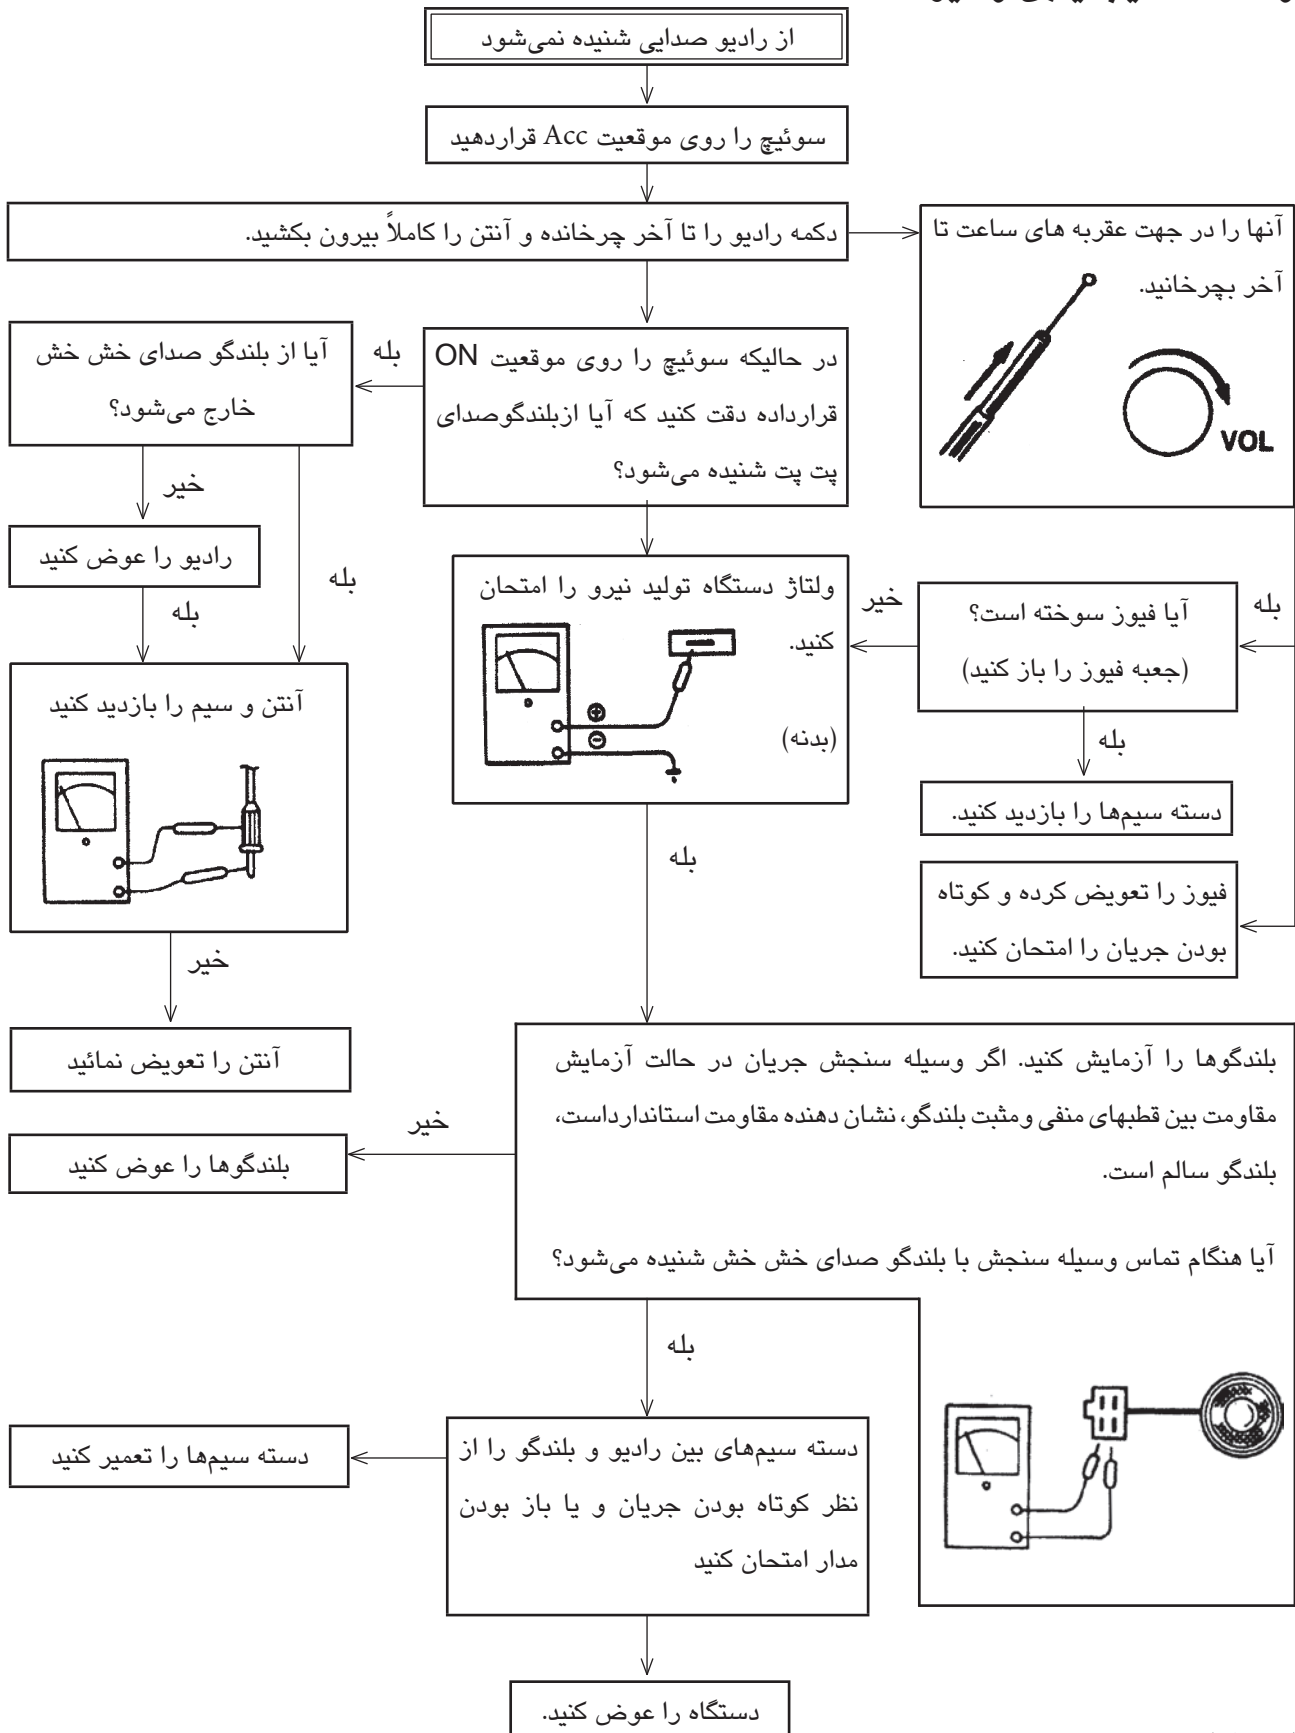 از رادیو صدایی شنیده نمی‌شود
سوئیچ را روی موقعیت Acc قراردهید
دکمه رادیو را تا آخر چرخانده و آنتن را کاملاً بیرون بکشید.
آنها را در جهت عقربه های ساعت تا
آخر بچرخانید.
VOL
در حالیکه سوئیچ را روی موقعیت ON
قرارداده دقت کنید که آیا ازبلندگوصدای
پت پت شنیده می‌شود؟
بله
آیا از بلندگو صدای خش خش
خارج می‌شود؟
خیر
بله
رادیو را عوض کنید
بله
آنتن و سیم را بازدید کنید
خیر
آنتن را تعویض نمائید
بله
آیا فیوز سوخته است؟
(جعبه فیوز را باز کنید)
خیر
بله
دسته سیم‌ها را بازدید کنید.
فیوز را تعویض کرده و کوتاه
بودن جریان را امتحان کنید.
ولتاژ دستگاه تولید نیرو را امتحان
کنید.
⊕
⊖
(بدنه)
بله
بلندگوها را آزمایش کنید. اگر وسیله سنجش جریان در حالت آزمایش
مقاومت بین قطبهای منفی ومثبت بلندگو، نشان دهنده مقاومت استاندارداست،
بلندگو سالم است.
آیا هنگام تماس وسیله سنجش با بلندگو صدای خش خش شنیده می‌شود؟
خیر
بلندگوها را عوض کنید
بله
دسته سیم‌های بین رادیو و بلندگو را از
نظر کوتاه بودن جریان و یا باز بودن
مدار امتحان کنید
دسته سیم‌ها را تعمیر کنید
دستگاه را عوض کنید.